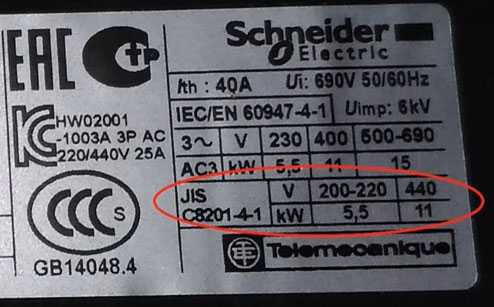 EAC
Schneider
Electric
Ith : 40A Ui: 690V 50/60Hz
IEC/EN 60947-4-1 Uimp: 6kV
HW02001
-1003A 3P AC
220/440V 25A
3~ V 230 400 500-690
AC3 kW 5,5 11 15
JIS V 200-220 440
C8201-4-1 kW 5,5 11
CCC S
GB14048.4
Telemecanique